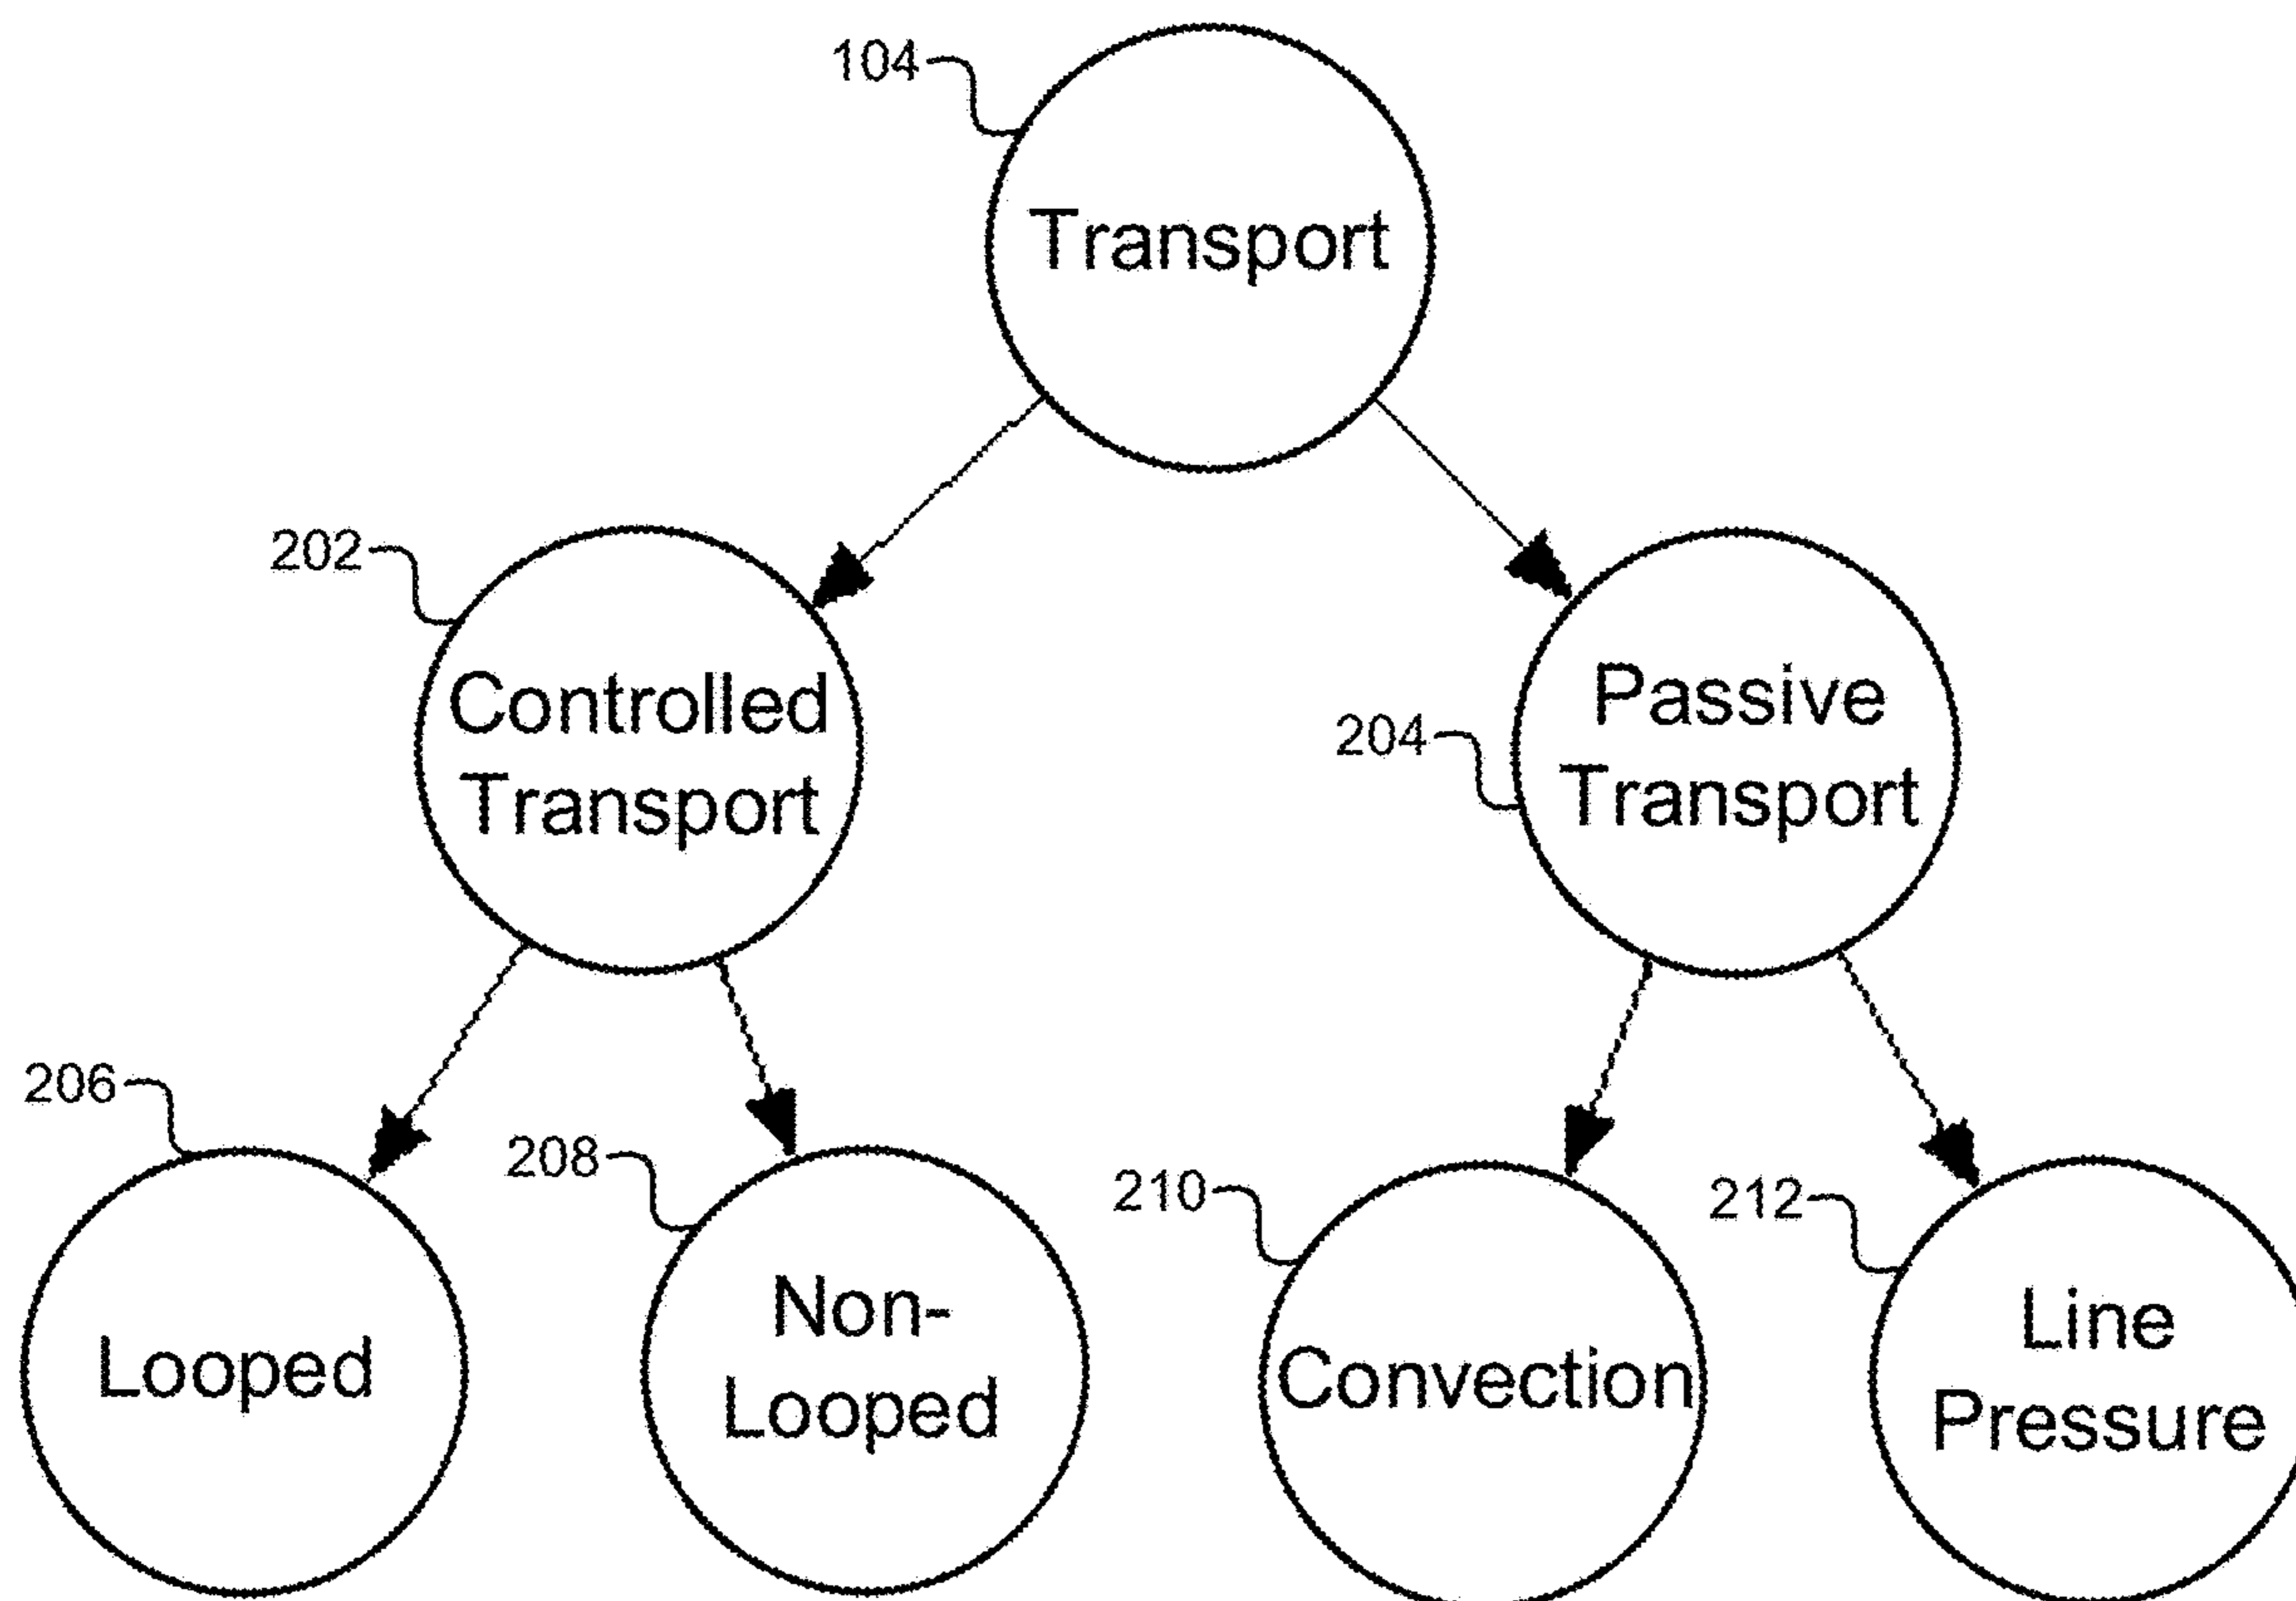 104
Transport
202
Controlled
Transport
204
Passive
Transport
206
Looped
208
Non-
Looped
210
Convection
212
Line
Pressure